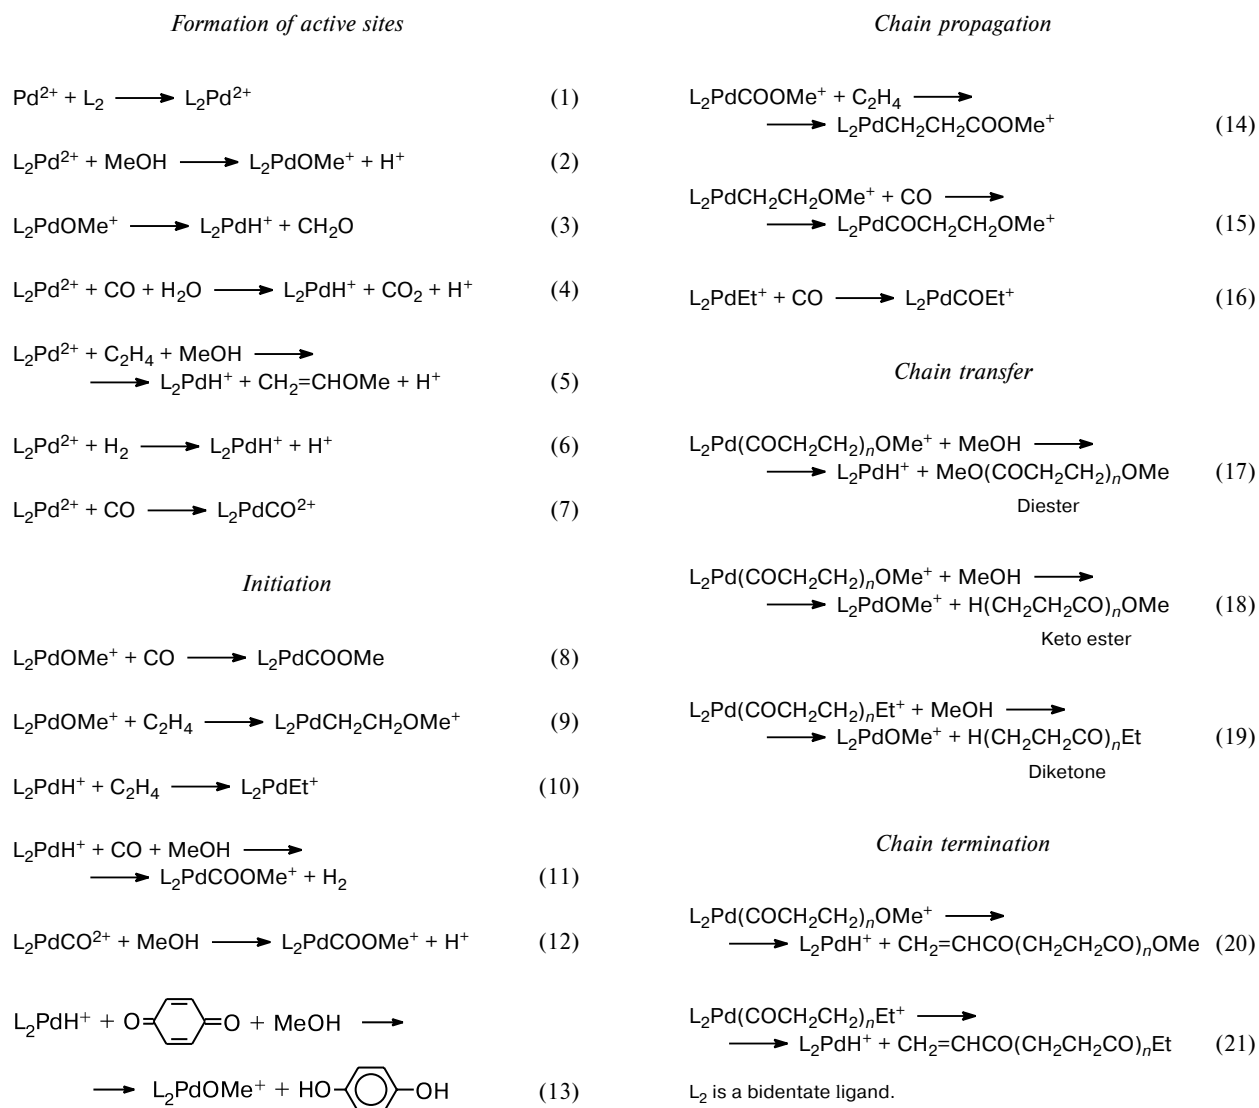 Formation of active sites
Pd2+ + L2 ⟶ L2Pd2+ (1)
L2Pd2+ + MeOH ⟶ L2PdOMe+ + H+ (2)
L2PdOMe+ ⟶ L2PdH+ + CH2O (3)
L2Pd2+ + CO + H2O ⟶ L2PdH+ + CO2 + H+ (4)
L2Pd2+ + C2H4 + MeOH ⟶
⟶ L2PdH+ + CH2=CHOMe + H+ (5)
L2Pd2+ + H2 ⟶ L2PdH+ + H+ (6)
L2Pd2+ + CO ⟶ L2PdCO2+ (7)
Initiation
L2PdOMe+ + CO ⟶ L2PdCOOMe (8)
L2PdOMe+ + C2H4 ⟶ L2PdCH2CH2OMe+ (9)
L2PdH+ + C2H4 ⟶ L2PdEt+ (10)
L2PdH+ + CO + MeOH ⟶
⟶ L2PdCOOMe+ + H2 (11)
L2PdCO2+ + MeOH ⟶ L2PdCOOMe+ + H+ (12)
L2PdH+ + O= =O + MeOH ⟶
⟶ L2PdOMe+ + HO OH (13)
Chain propagation
L2PdCOOMe+ + C2H4 ⟶
⟶ L2PdCH2CH2COOMe+ (14)
L2PdCH2CH2OMe+ + CO ⟶
⟶ L2PdCOCH2CH2OMe+ (15)
L2PdEt+ + CO ⟶ L2PdCOEt+ (16)
Chain transfer
L2Pd(COCH2CH2)nOMe+ + MeOH ⟶
⟶ L2PdH+ + MeO(COCH2CH2)nOMe (17)
Diester
L2Pd(COCH2CH2)nOMe+ + MeOH ⟶
⟶ L2PdOMe+ + H(CH2CH2CO)nOMe (18)
Keto ester
L2Pd(COCH2CH2)nEt+ + MeOH ⟶
⟶ L2PdOMe+ + H(CH2CH2CO)nEt (19)
Diketone
Chain termination
L2Pd(COCH2CH2)nOMe+ ⟶
⟶ L2PdH+ + CH2=CHCO(CH2CH2CO)nOMe (20)
L2Pd(COCH2CH2)nEt+ ⟶
⟶ L2PdH+ + CH2=CHCO(CH2CH2CO)nEt (21)
L2 is a bidentate ligand.